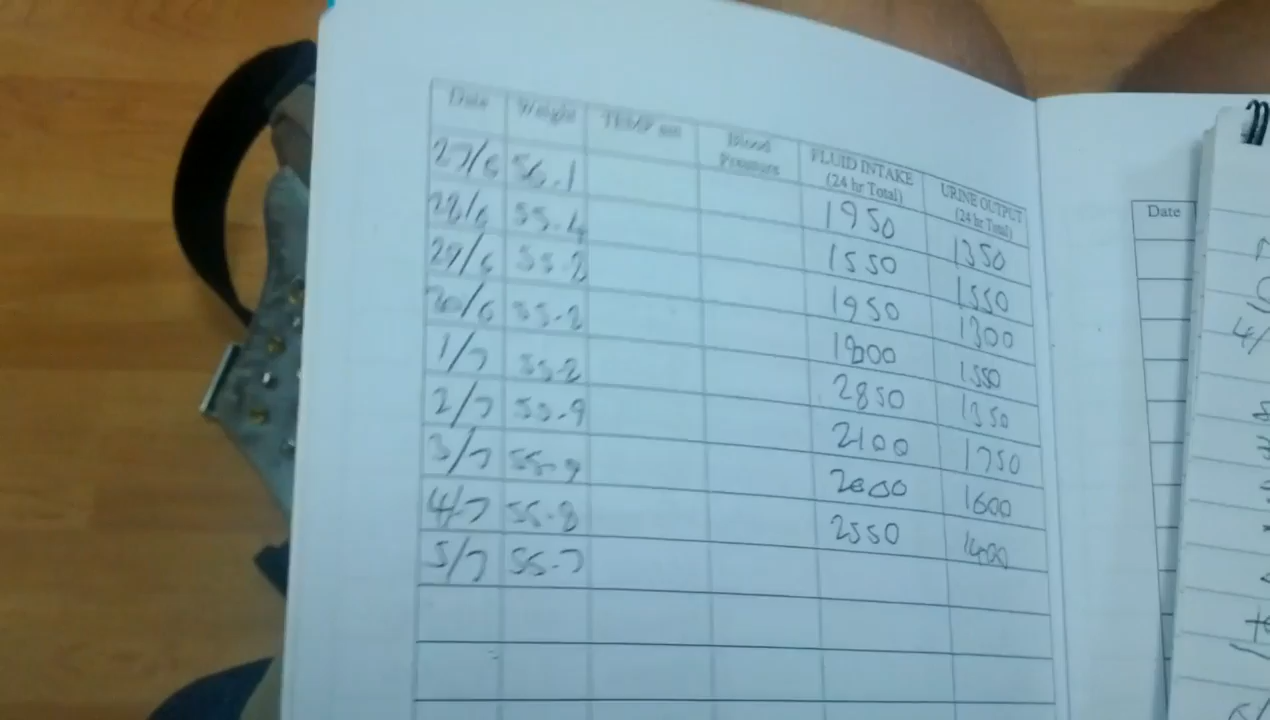 Date Weight TEMP Blood Pressure FLUID INTAKE (24 hr Total) URINE OUTPUT (24 hr Total)
27/6 56.1 1950 1350
28/6 55.4 1550 1550
29/6 55.2 1950 1300
30/6 55.2 1550
1/7 55.2 2850 1350
2/7 55.9 2100 1750
3/7 55.9 2000 1600
4/7 55.8 2550 1400
5/7 55.7
Date
4/